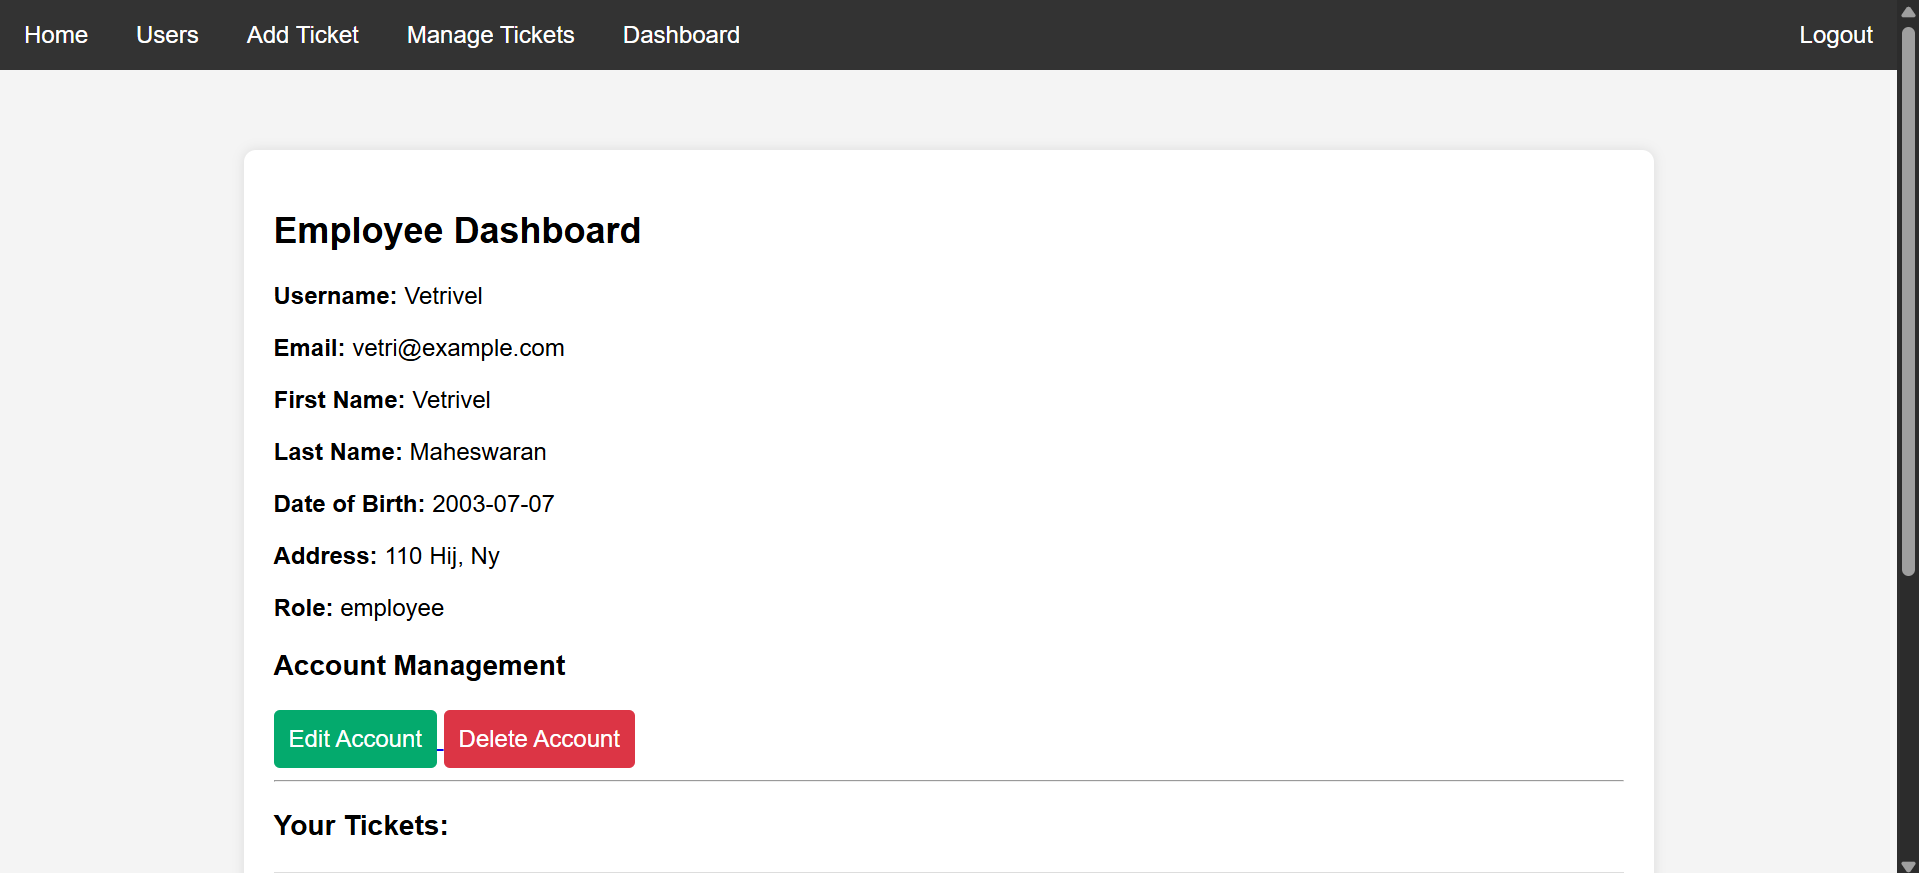 Home Users Add Ticket Manage Tickets Dashboard Logout
Employee Dashboard
Username: Vetrivel
Email: vetri@example.com
First Name: Vetrivel
Last Name: Maheswaran
Date of Birth: 2003-07-07
Address: 110 Hij, Ny
Role: employee
Account Management
Edit Account Delete Account
Your Tickets: